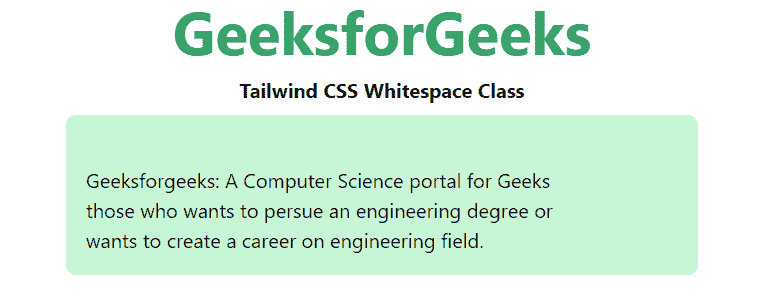 GeeksforGeeks
Tailwind CSS Whitespace Class
Geeksforgeeks: A Computer Science portal for Geeks
those who wants to persue an engineering degree or
wants to create a career on engineering field.